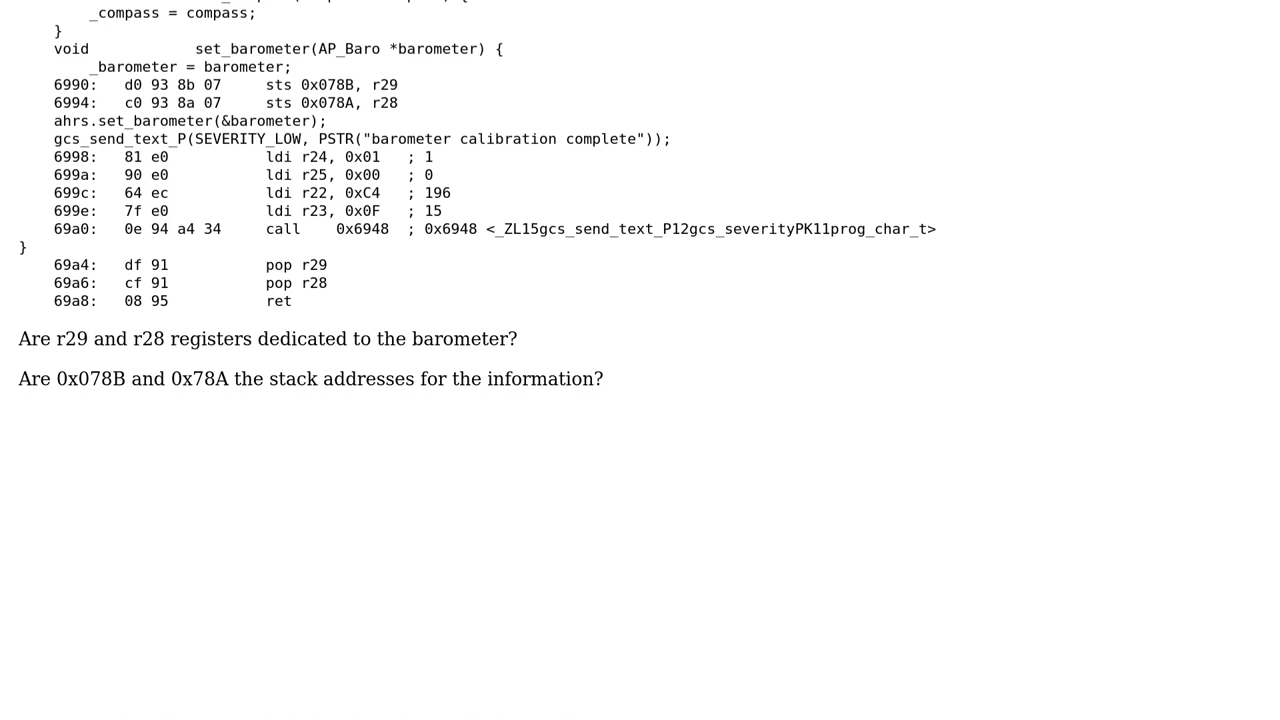 _compass = compass;
}
void            set_barometer(AP_Baro *barometer) {
_barometer = barometer;
6990:   d0 93 8b 07     sts 0x078B, r29
6994:   c0 93 8a 07     sts 0x078A, r28
ahrs.set_barometer(&barometer);
gcs_send_text_P(SEVERITY_LOW, PSTR("barometer calibration complete"));
6998:   81 e0           ldi r24, 0x01   ; 1
699a:   90 e0           ldi r25, 0x00   ; 0
699c:   64 ec           ldi r22, 0xC4   ; 196
699e:   7f e0           ldi r23, 0x0F   ; 15
69a0:   0e 94 a4 34     call    0x6948  ; 0x6948 <_ZL15gcs_send_text_P12gcs_severityPK11prog_char_t>
}
69a4:   df 91           pop r29
69a6:   cf 91           pop r28
69a8:   08 95           ret
Are r29 and r28 registers dedicated to the barometer?
Are 0x078B and 0x78A the stack addresses for the information?